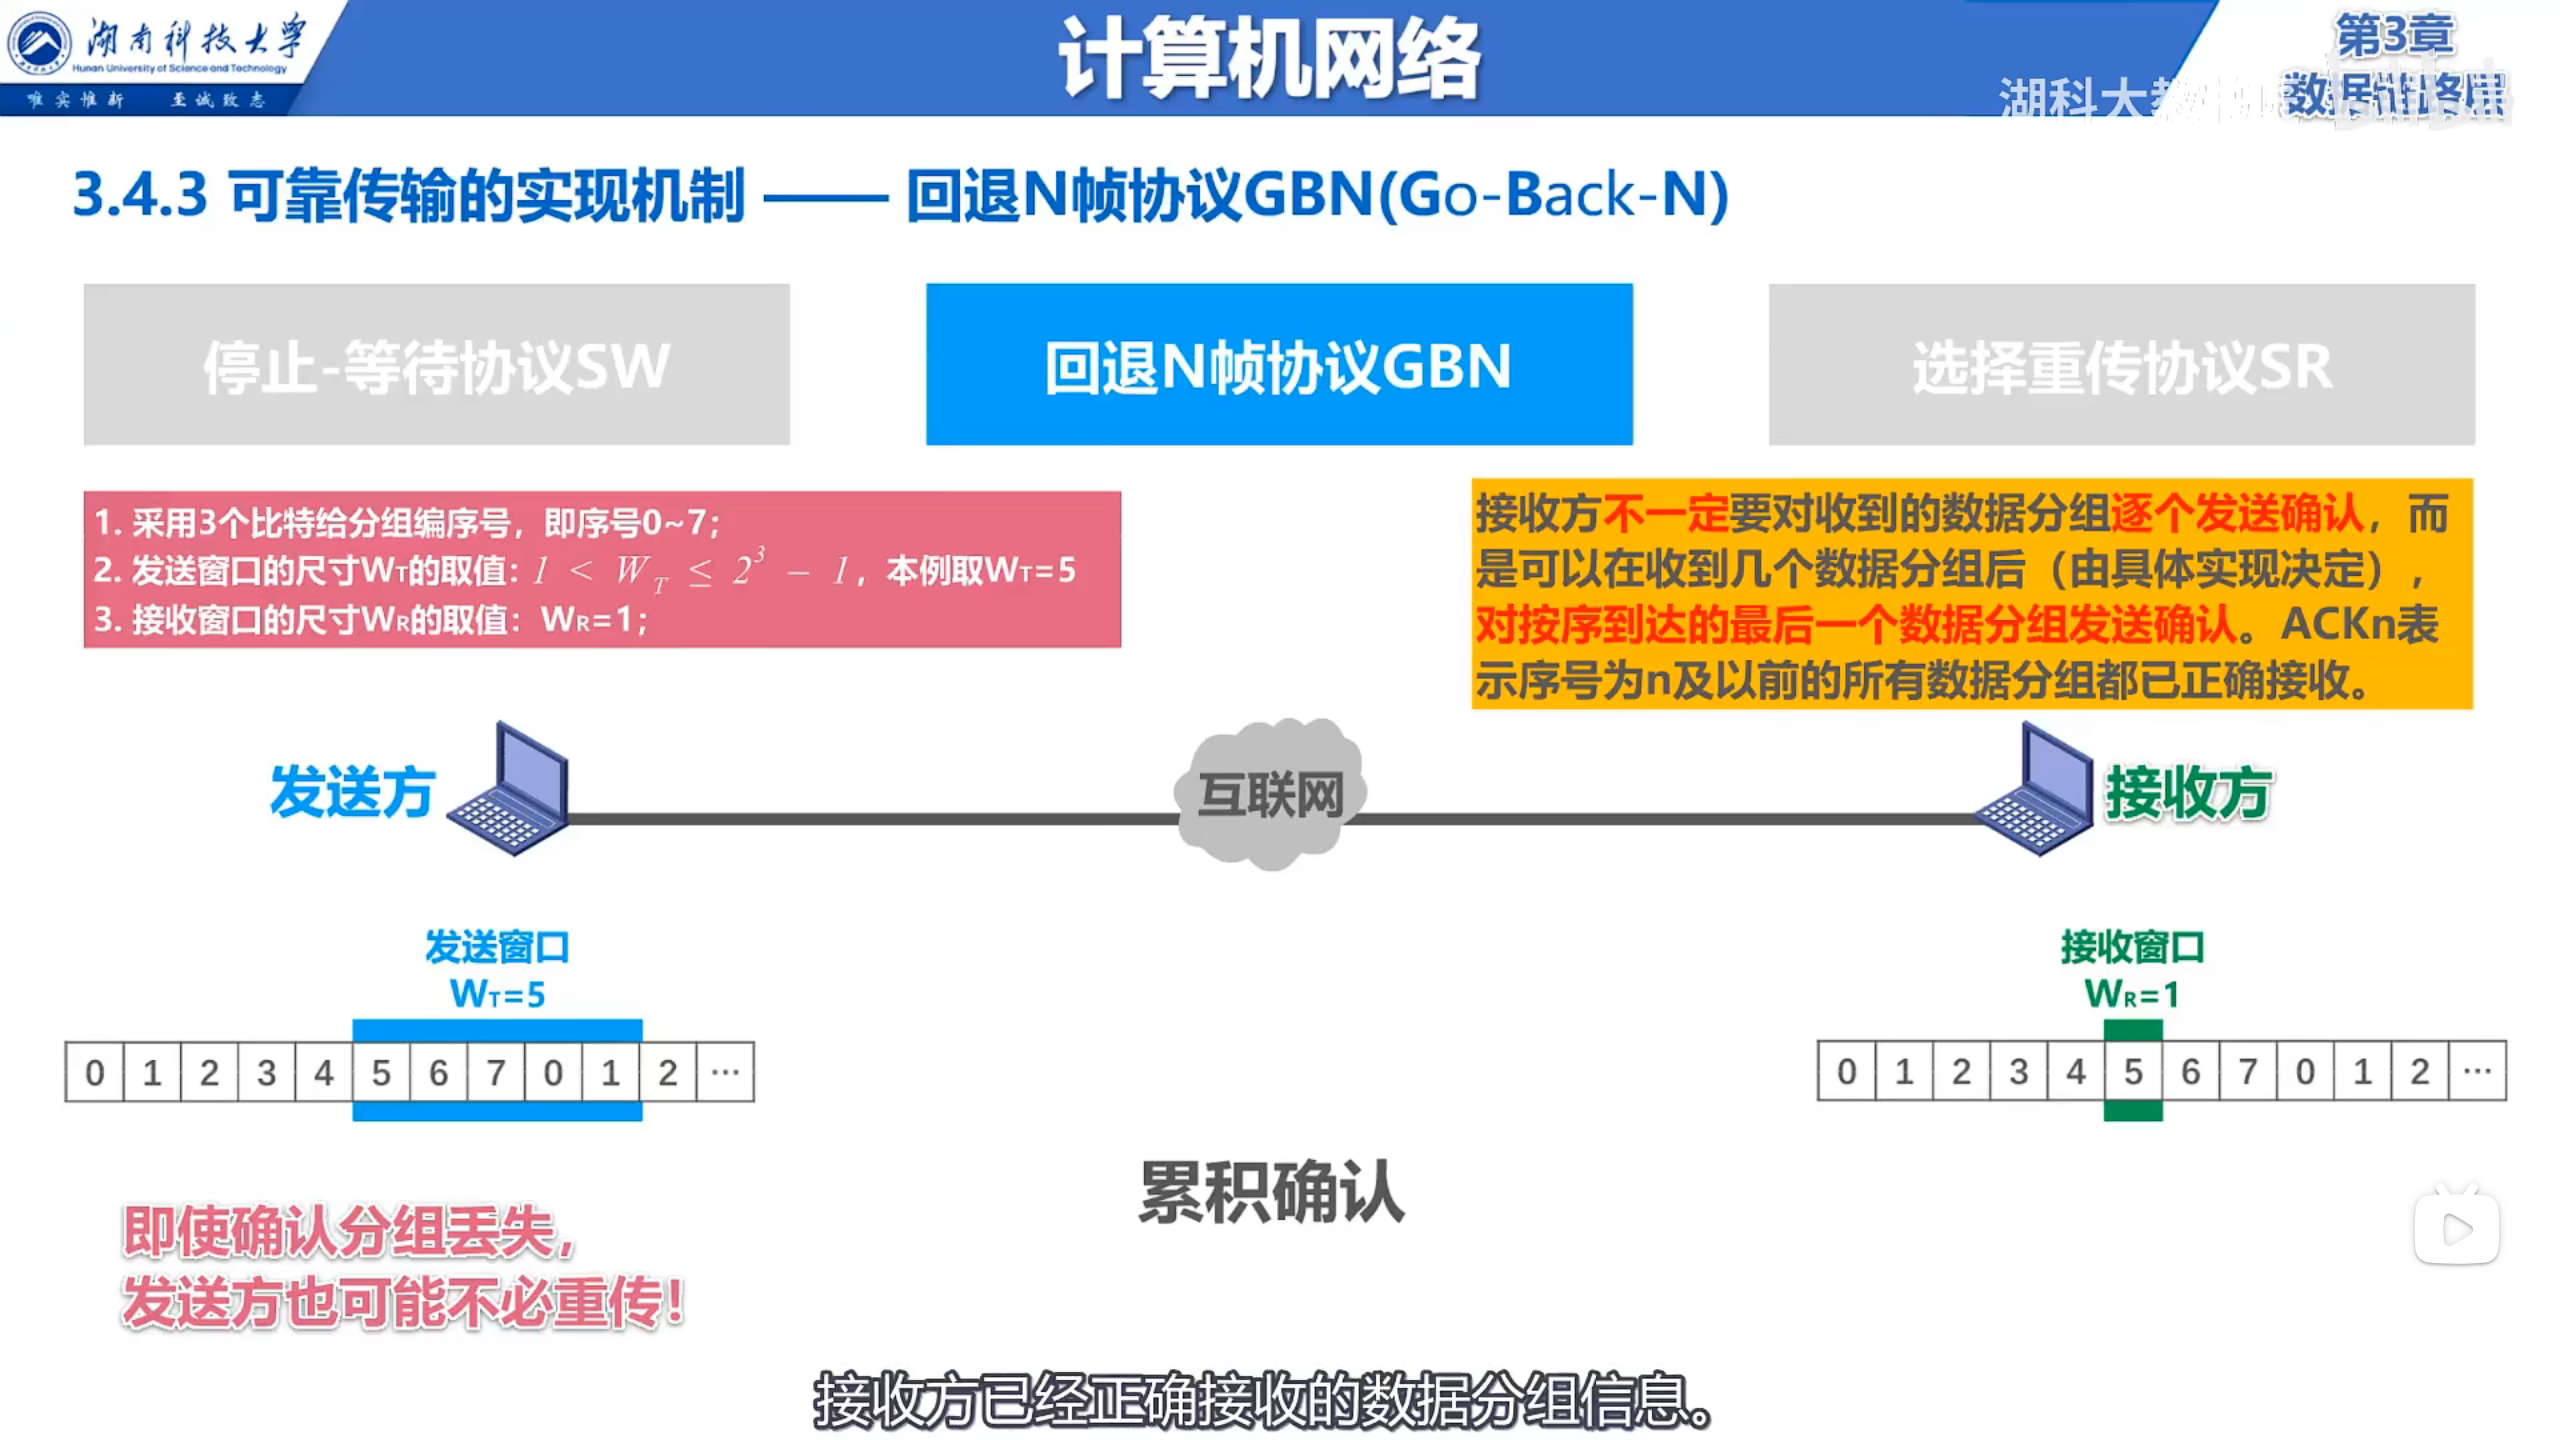 湖南科技大学
Hunan University of Science and Technology
唯实惟新 至诚致志
计算机网络
第3章
数据链路层
湖科大教书匠
3.4.3 可靠传输的实现机制 —— 回退N帧协议GBN(Go-Back-N)
停止-等待协议SW
回退N帧协议GBN
选择重传协议SR
1. 采用3个比特给分组编序号，即序号0~7；
2. 发送窗口的尺寸WT的取值：1 < W_T ≤ 2^3 − 1，本例取WT=5
3. 接收窗口的尺寸WR的取值：WR=1；
接收方不一定要对收到的数据分组逐个发送确认，而
是可以在收到几个数据分组后（由具体实现决定），
对按序到达的最后一个数据分组发送确认。ACKn表
示序号为n及以前的所有数据分组都已正确接收。
发送方
互联网
接收方
发送窗口
WT=5
0 1 2 3 4 5 6 7 0 1 2 ···
接收窗口
WR=1
0 1 2 3 4 5 6 7 0 1 2 ···
累积确认
即使确认分组丢失，
发送方也可能不必重传！
接收方已经正确接收的数据分组信息。